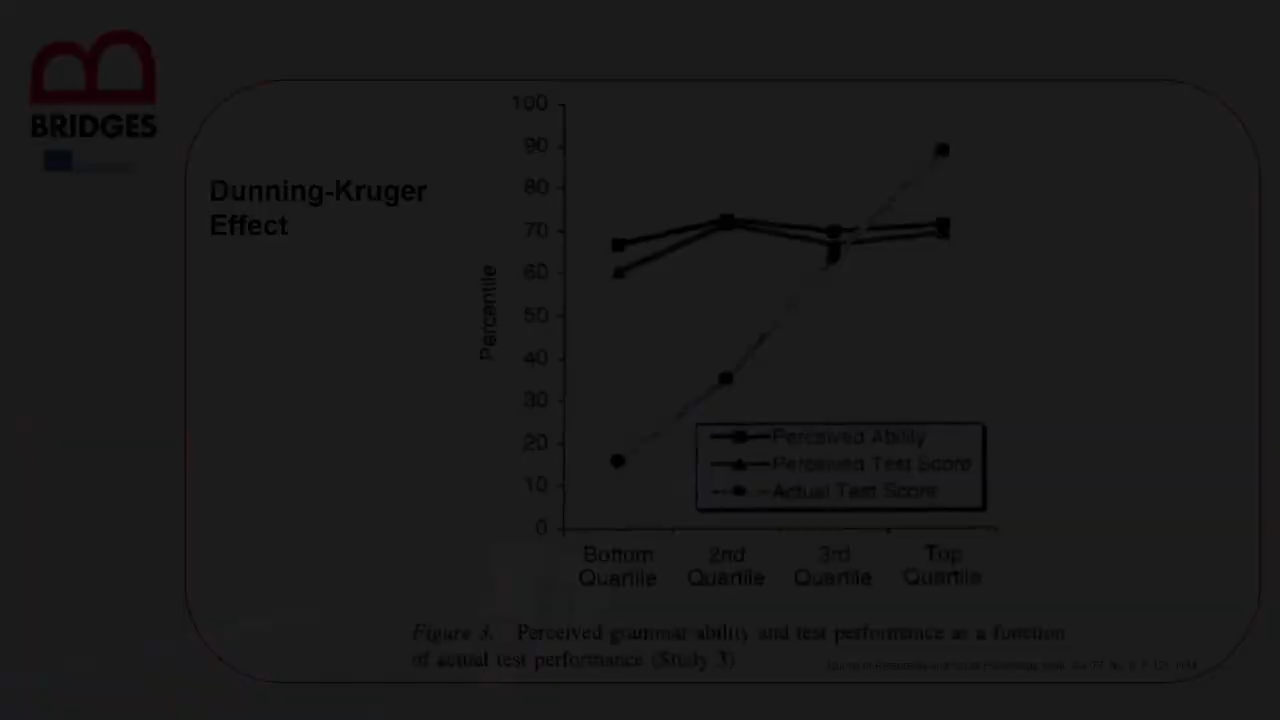 BRIDGES
Dunning-Kruger
Effect
100
90
80
70
60
50
40
30
20
10
0
Percentile
Perceived Ability
Perceived Test Score
Actual Test Score
Bottom Quartile
2nd Quartile
3rd Quartile
Top Quartile
Figure 3. Perceived grammar ability and test performance as a function
of actual test performance (Study 3)